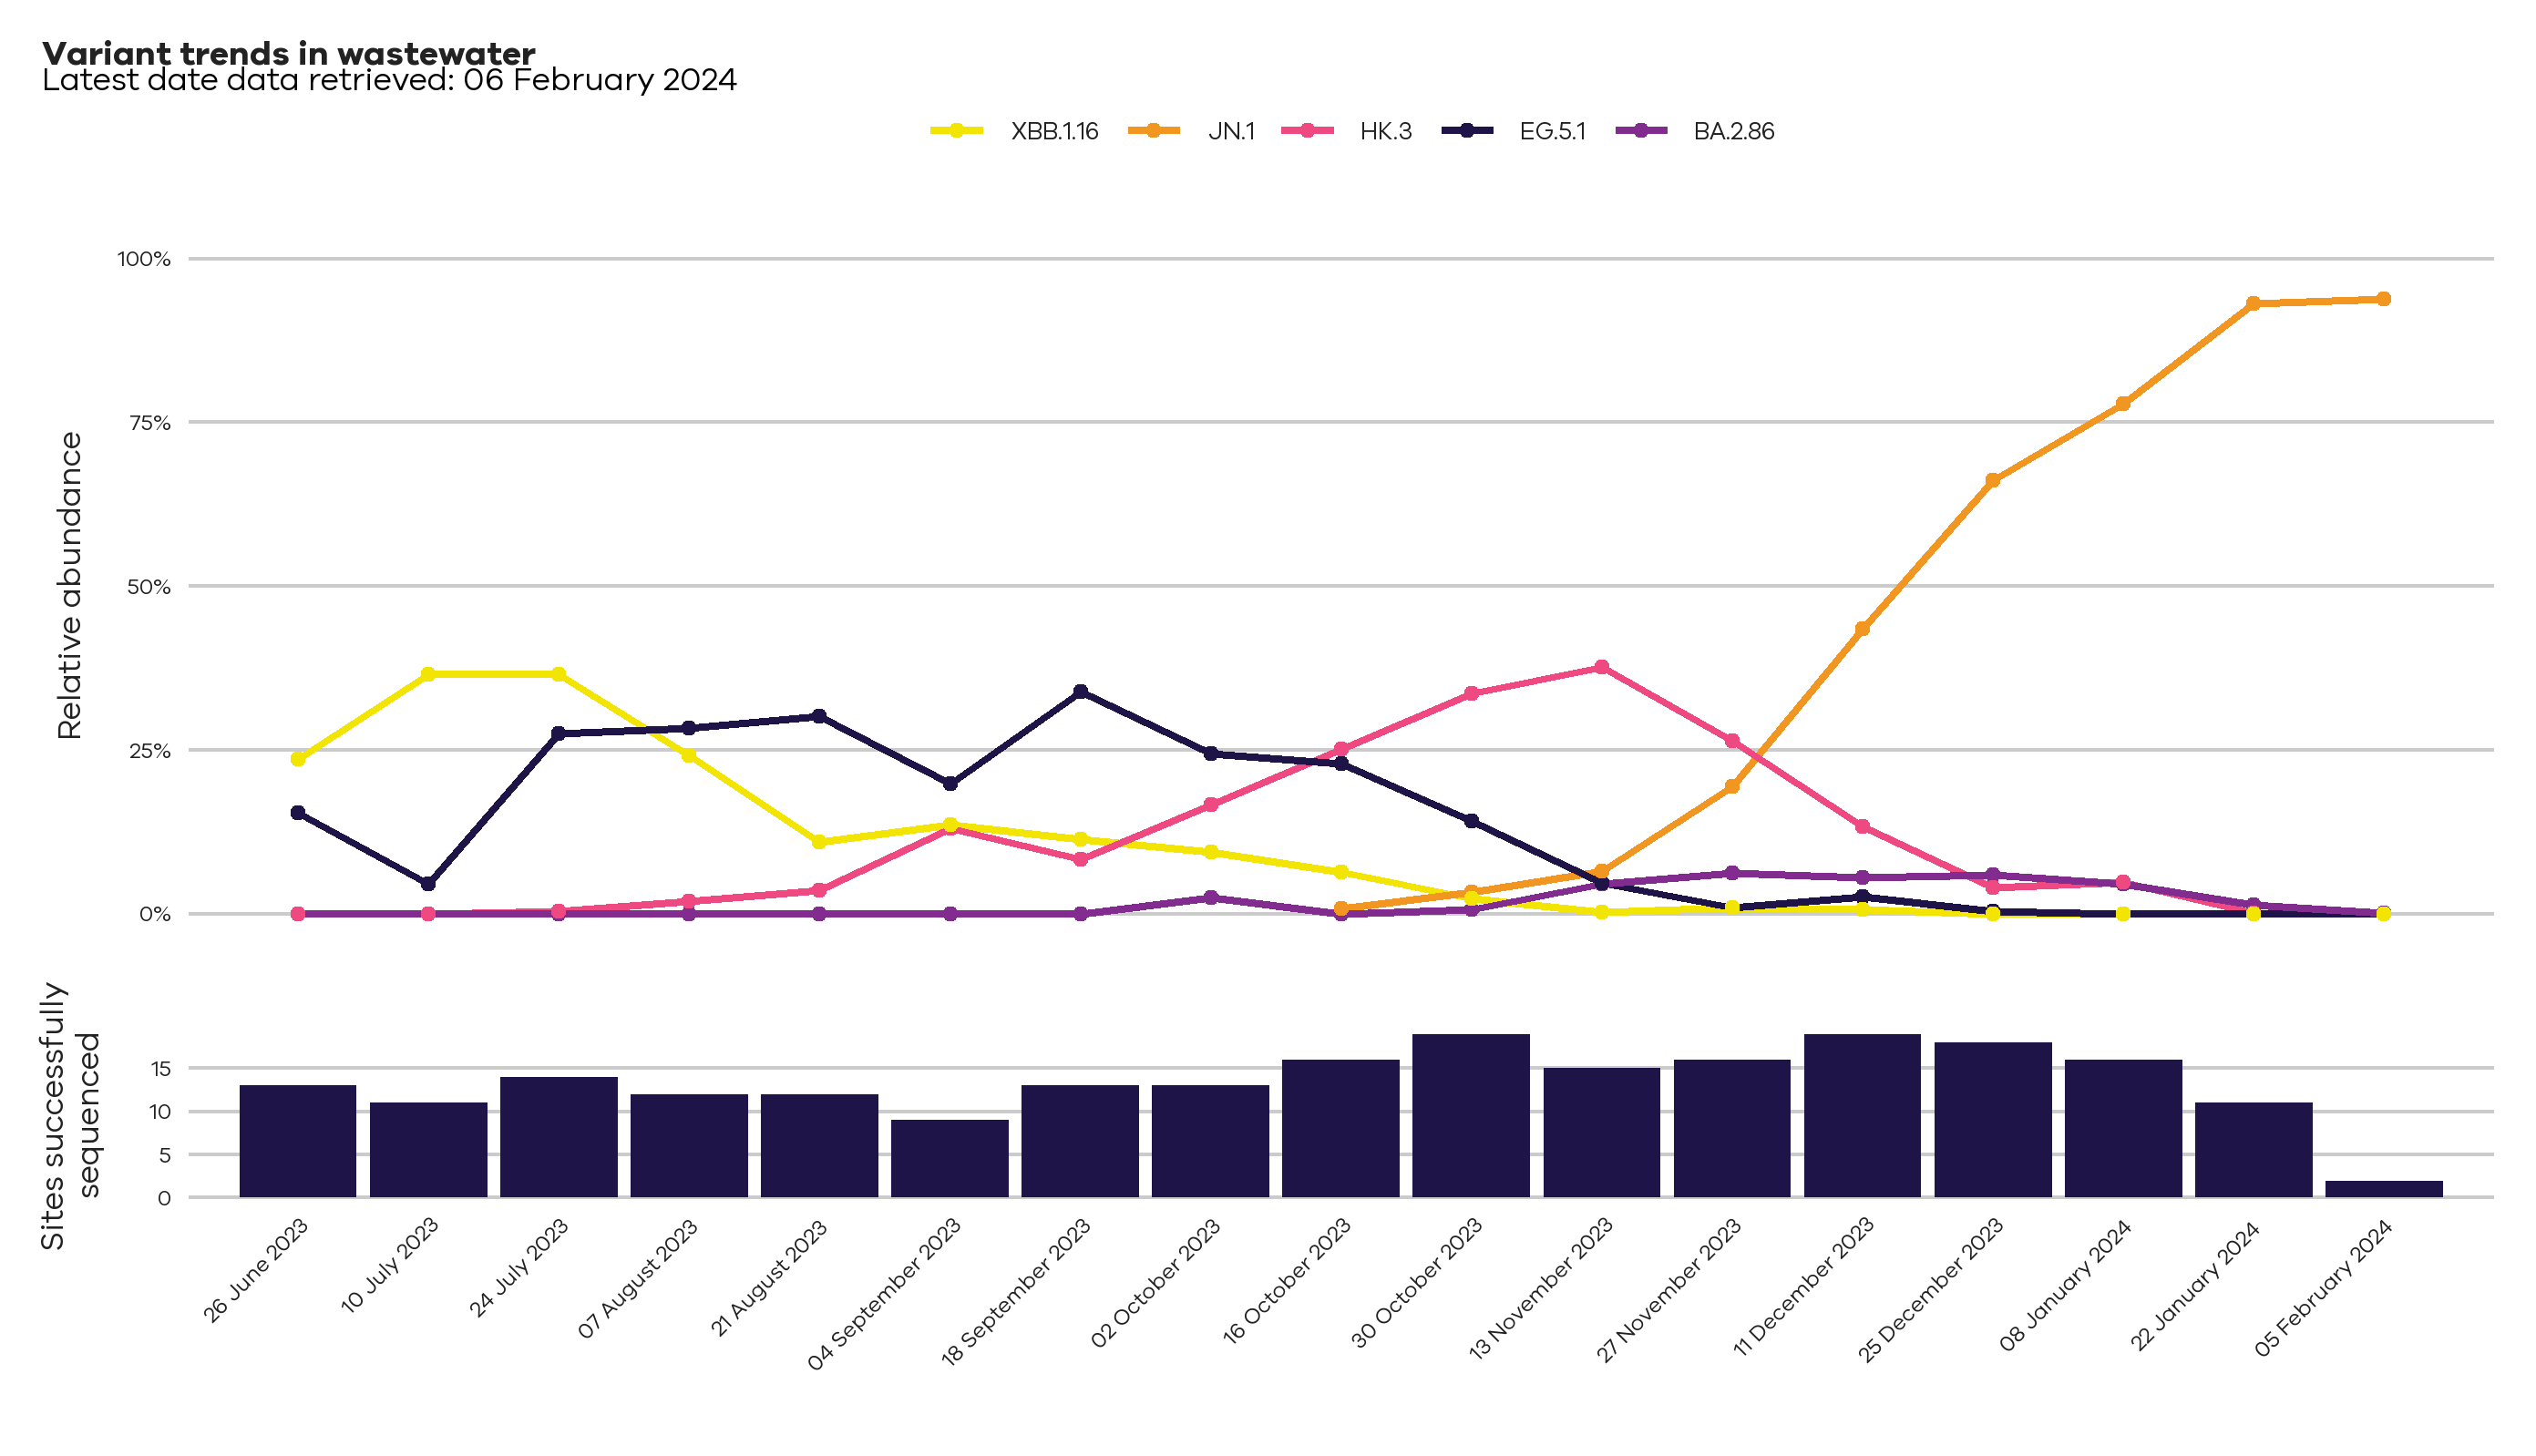 Variant trends in wastewater
Latest date data retrieved: 06 February 2024
XBB.1.16 JN.1 HK.3 EG.5.1 BA.2.86
Relative abundance
100%
75%
50%
25%
0%
Sites successfully
sequenced
15
10
5
0
26 June 2023
10 July 2023
24 July 2023
07 August 2023
21 August 2023
04 September 2023
18 September 2023
02 October 2023
16 October 2023
30 October 2023
13 November 2023
27 November 2023
11 December 2023
25 December 2023
08 January 2024
22 January 2024
05 February 2024